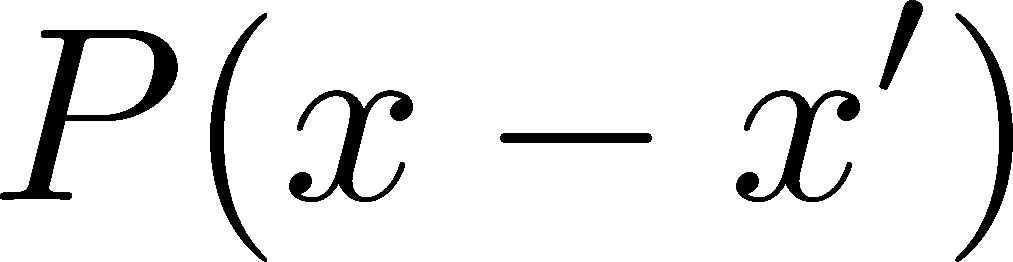 P(x − x′)